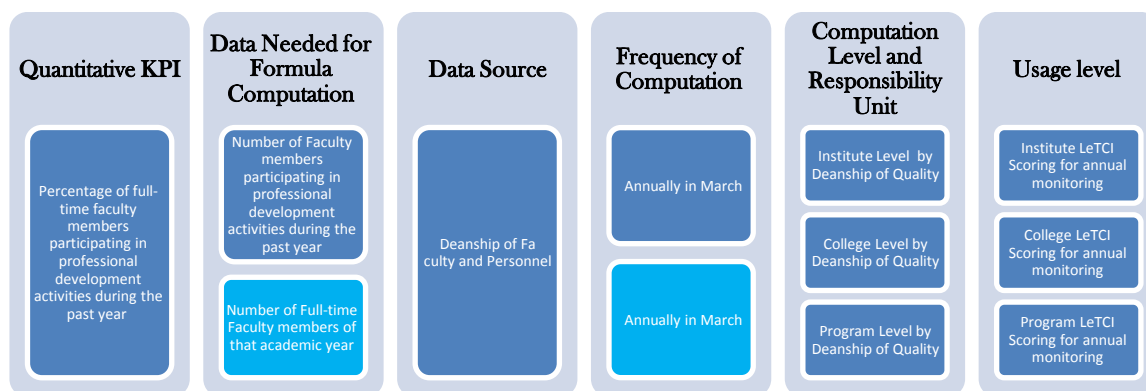 Quantitative KPI
Percentage of full-
time faculty
members
participating in
professional
development
activities during the
past year
Data Needed for
Formula
Computation
Number of Faculty
members
participating in
professional
development
activities during the
past year
Number of Full-time
Faculty members of
that academic year
Data Source
Deanship of Fa
culty and Personnel
Frequency of
Computation
Annually in March
Annually in March
Computation
Level and
Responsibility
Unit
Institute Level by
Deanship of Quality
College Level by
Deanship of Quality
Program Level by
Deanship of Quality
Usage level
Institute LeTCI
Scoring for annual
monitoring
College LeTCI
Scoring for annual
monitoring
Program LeTCI
Scoring for annual
monitoring